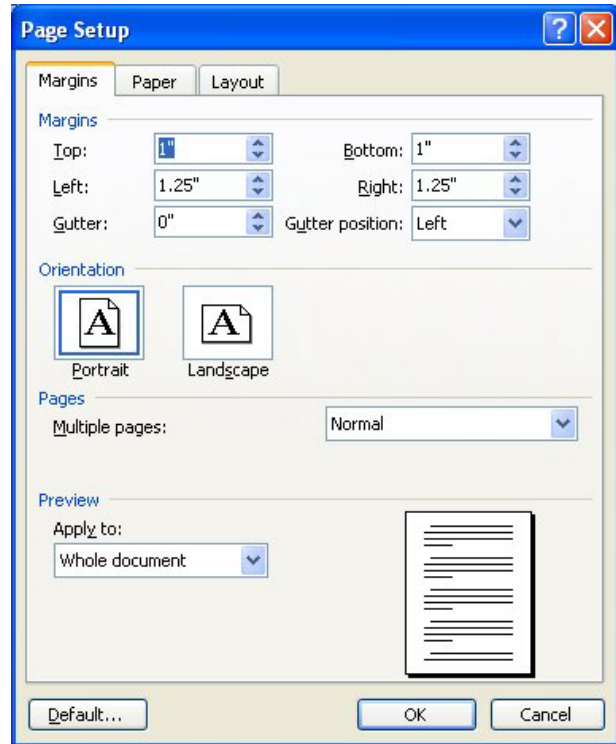 Page Setup
Margins Paper Layout
Margins
Top: 1" Bottom: 1"
Left: 1.25" Right: 1.25"
Gutter: 0" Gutter position: Left
Orientation
A A
Portrait Landscape
Pages
Multiple pages: Normal
Preview
Apply to:
Whole document
Default... OK Cancel